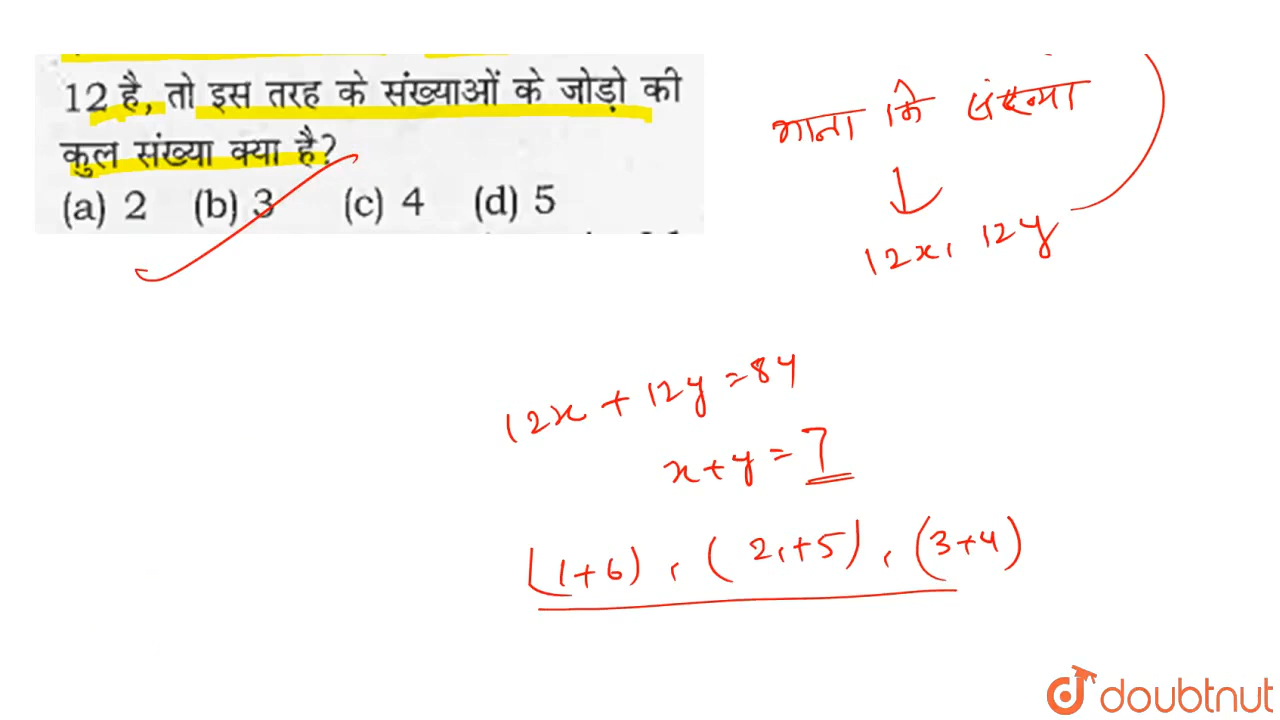 12 है, तो इस तरह के संख्याओं के जोड़ो की
कुल संख्या क्या है?
(a) 2 (b) 3 (c) 4 (d) 5
माना कि संख्या
12x, 12y
12x + 12y = 84
x + y = 7
(1+6), (2,+5), (3+4)
doubtnut